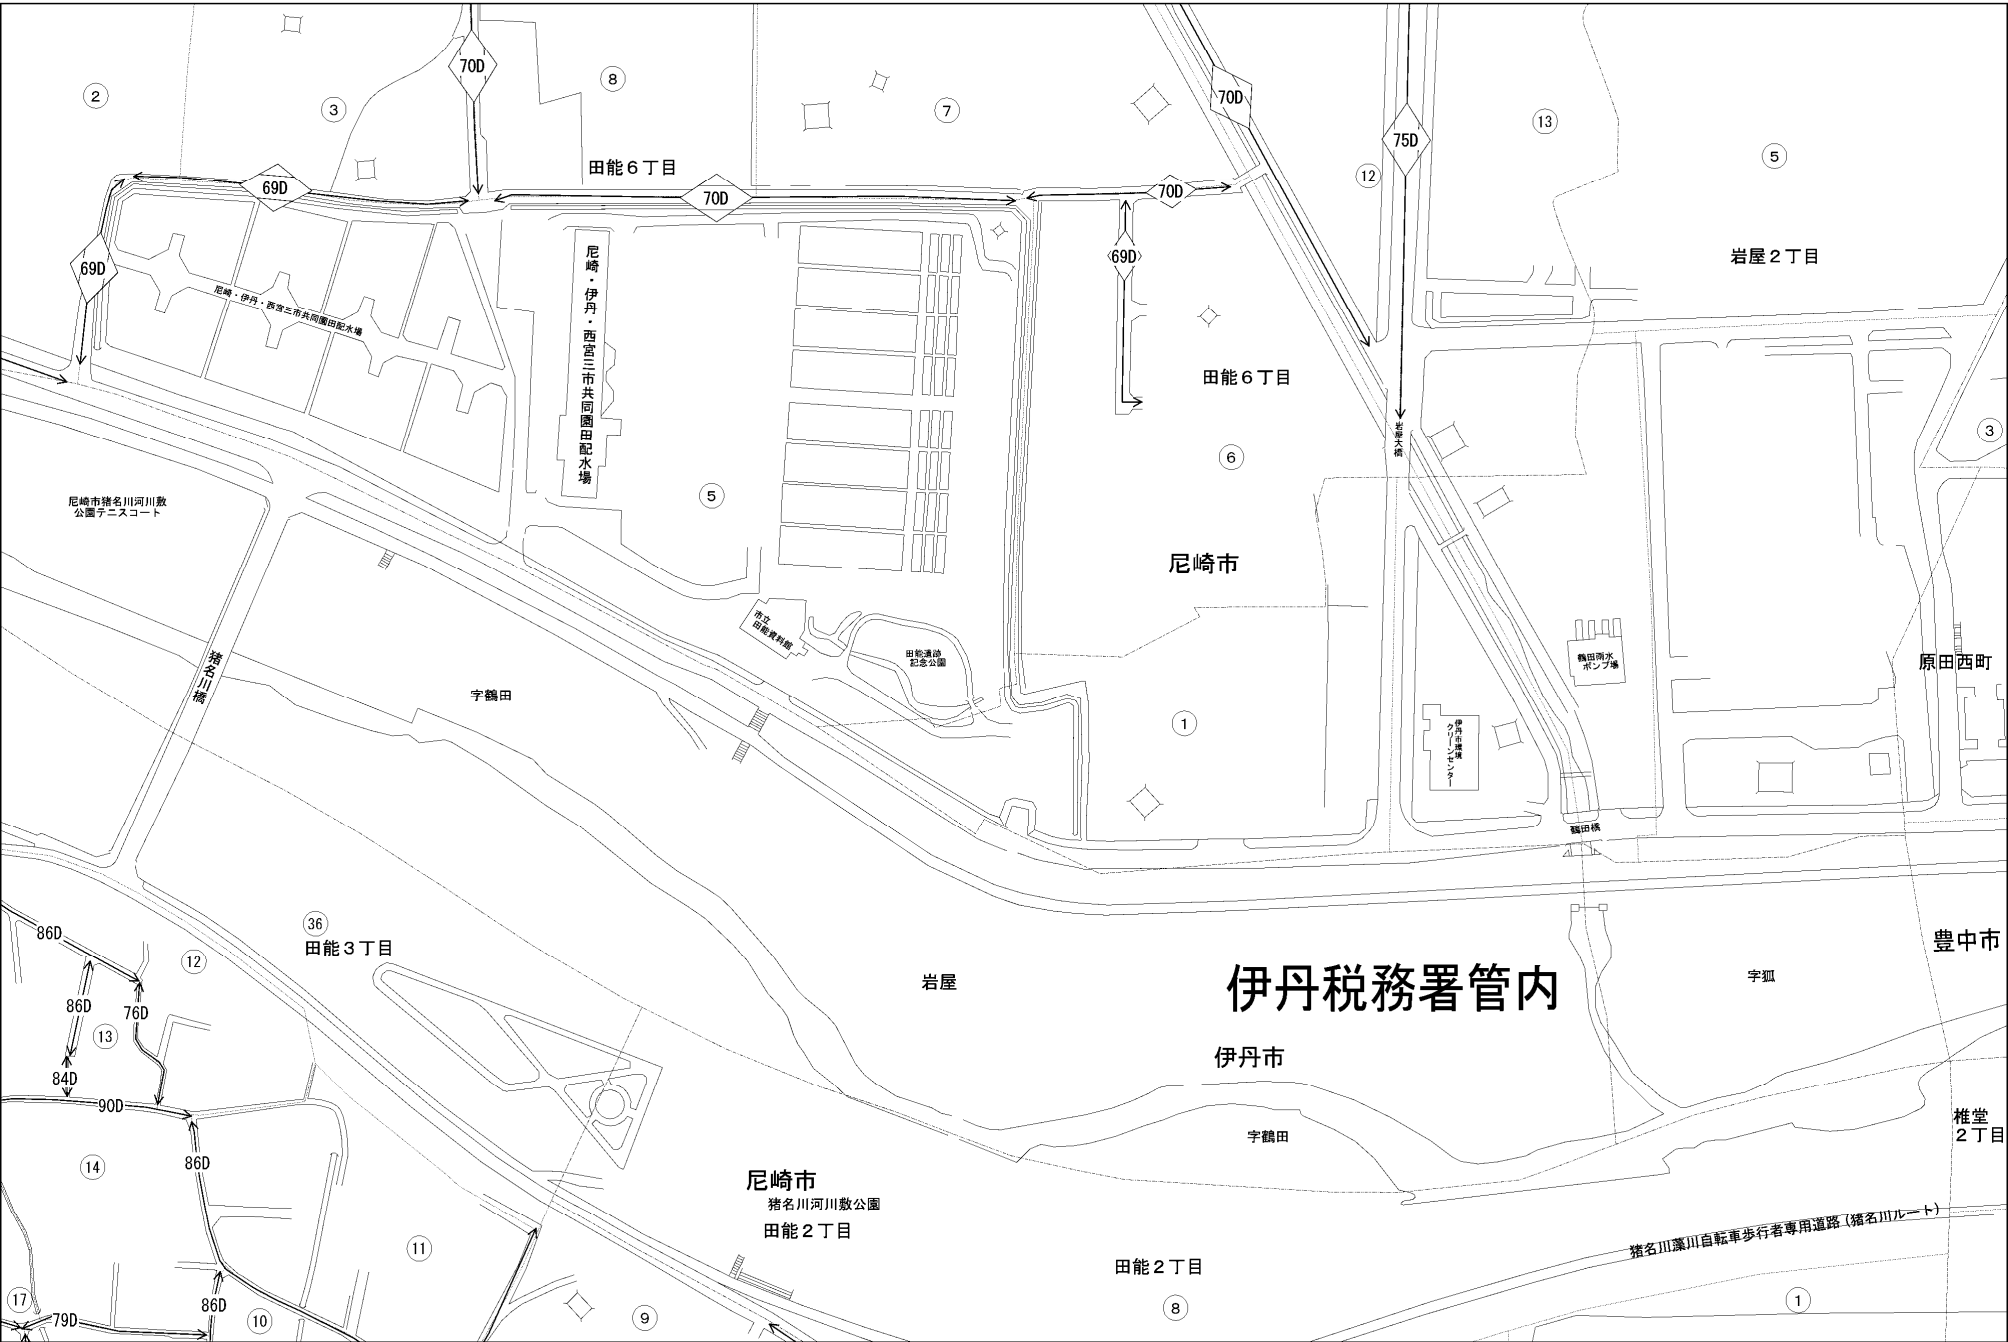 70D
70D
②
③
⑧
⑦
75D
⑬
⑤
⑫
田能６丁目
69D
70D
70D
69D
69D
岩屋２丁目
尼崎・伊丹・西宮三市共同園田配水場
尼崎・伊丹・西宮三市共同園田配水場
田能６丁目
岩屋大橋
③
⑥
⑤
尼崎市猪名川河川敷
公園テニスコート
尼崎市
市立
田能資料館
田能遺跡
記念公園
鶴田雨水
ポンプ場
原田西町
猪名川橋
字鶴田
①
伊丹市環境
クリーンセンター
鶴田橋
㊱
田能３丁目
86D
⑫
豊中市
岩屋
伊丹税務署管内
字狐
86D
76D
⑬
伊丹市
84D
90D
字鶴田
椎堂
２丁目
86D
⑭
尼崎市
猪名川河川敷公園
田能２丁目
猪名川藻川自転車歩行者専用道路（猪名川ルート）
⑪
田能２丁目
⑰
79D
86D
⑩
⑨
⑧
①